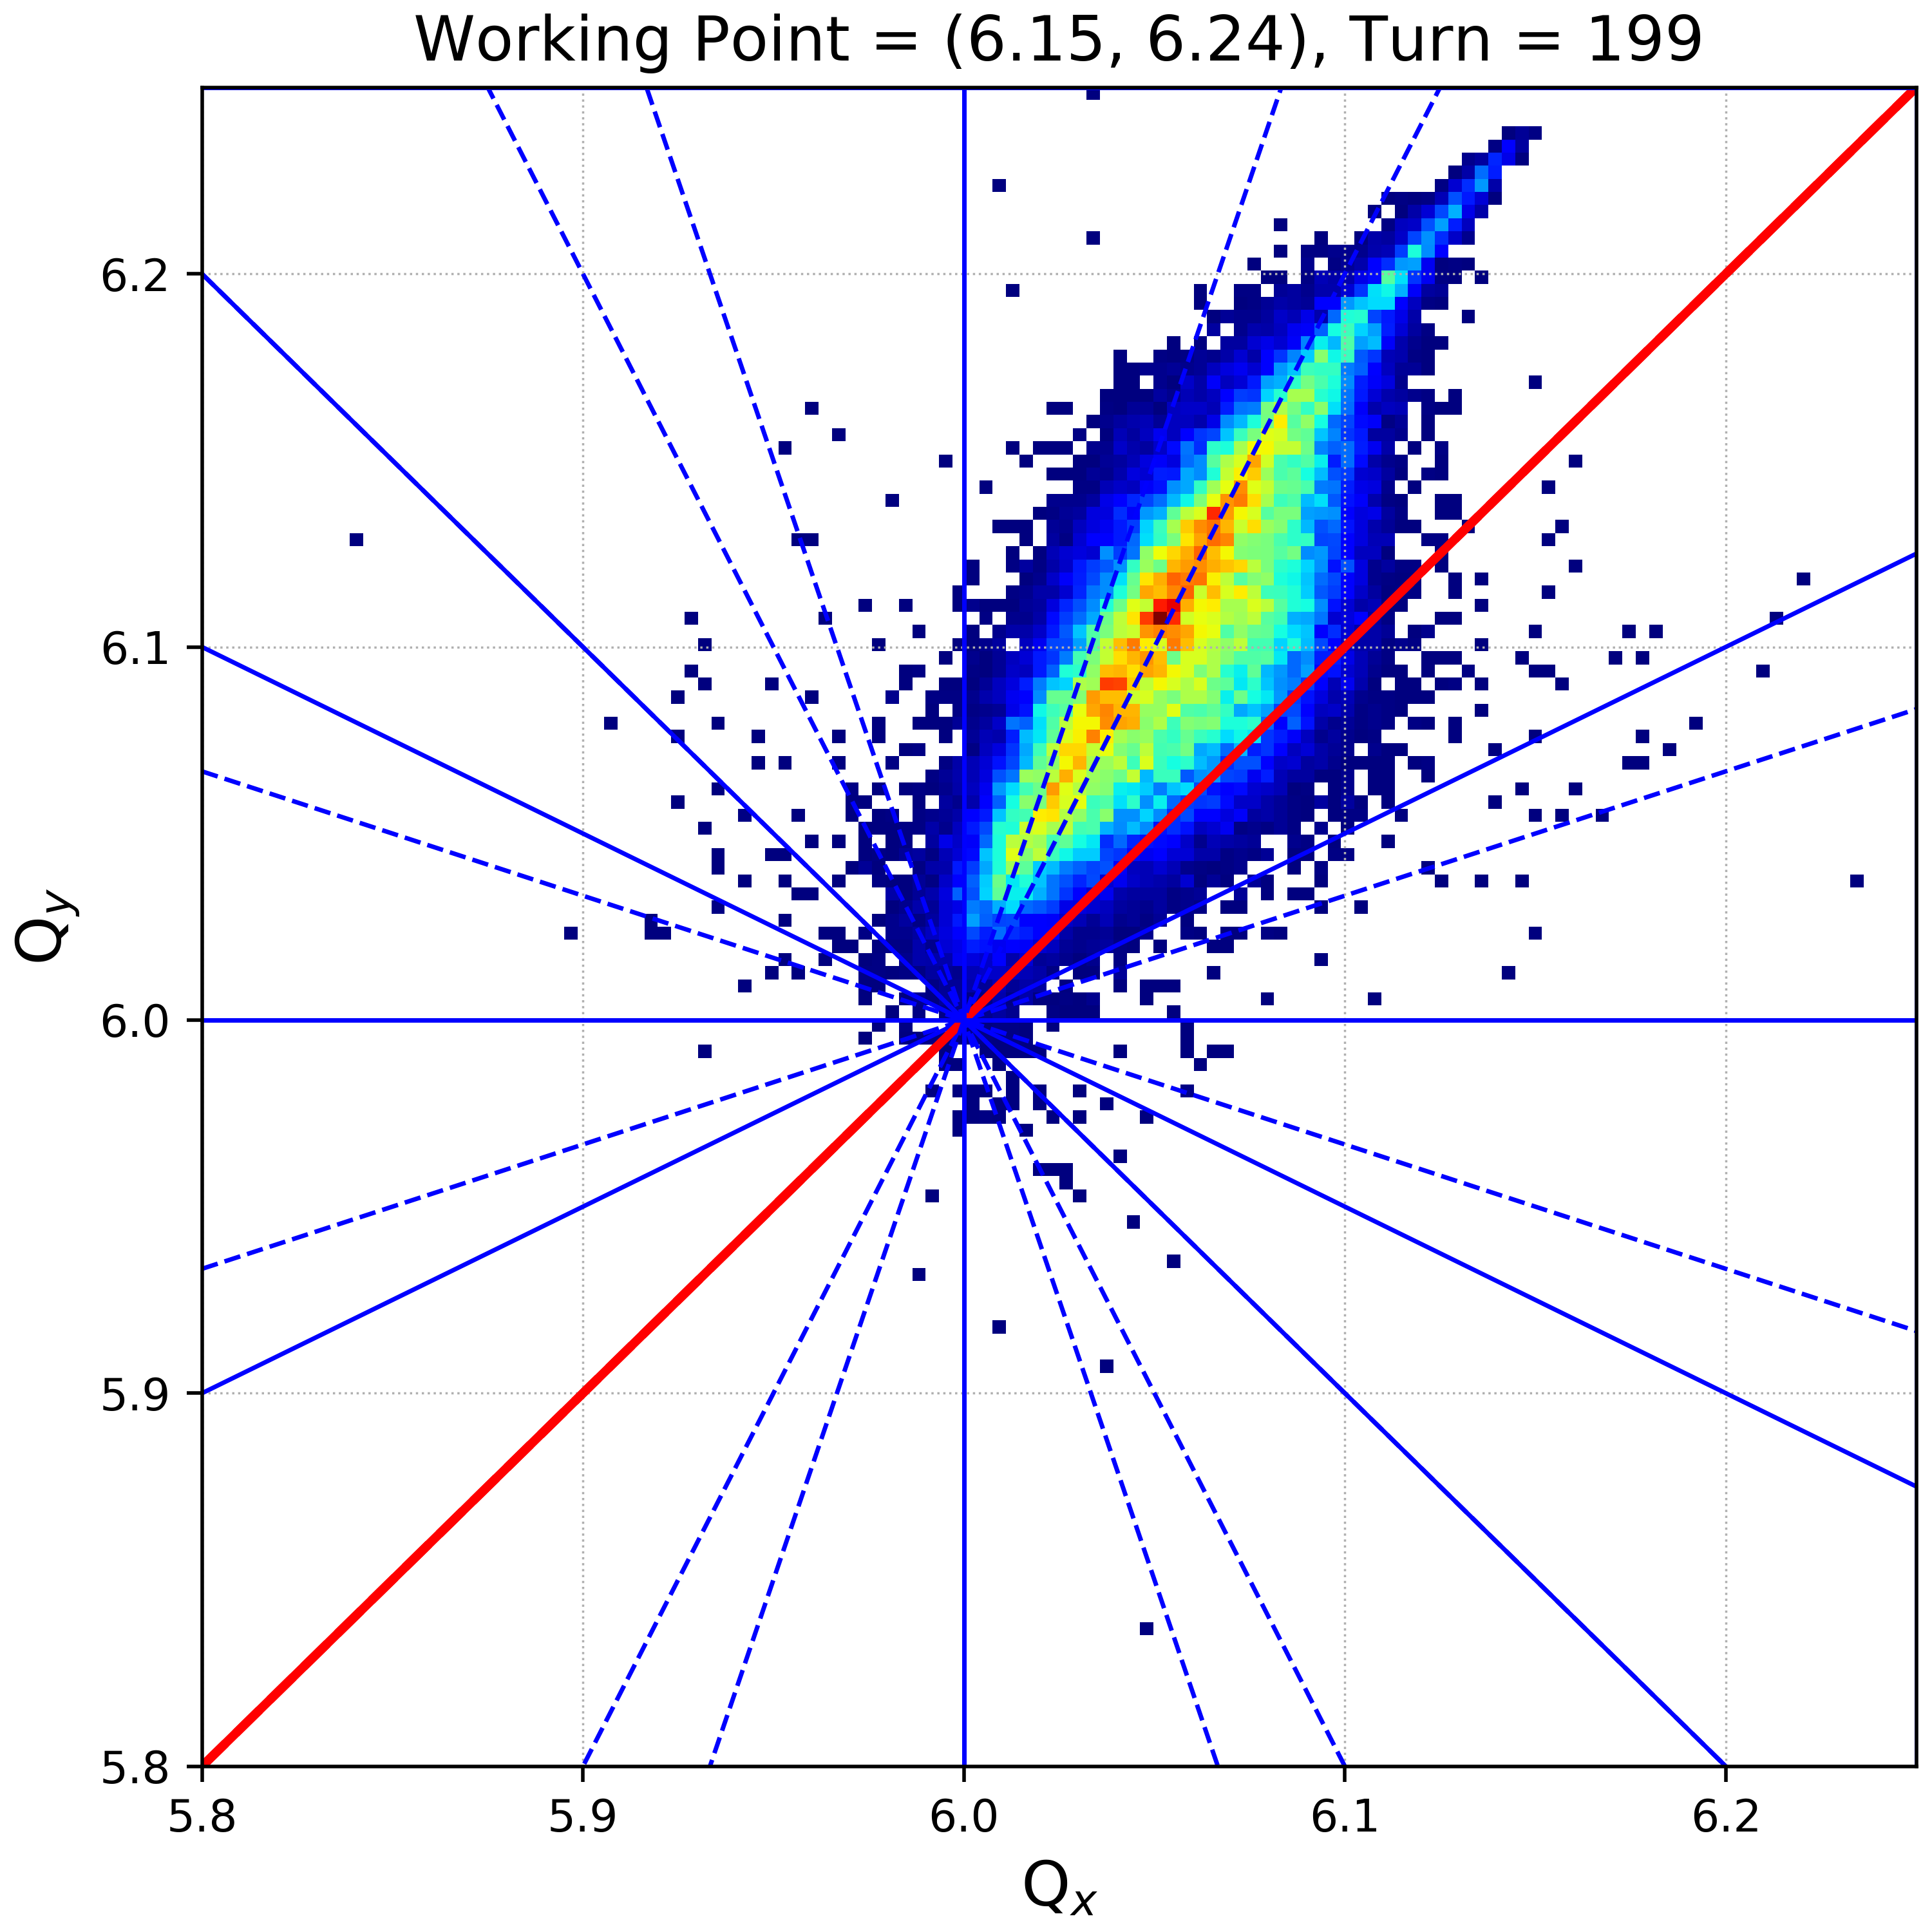 Working Point = (6.15, 6.24), Turn = 199
6.2
6.1
6.0
5.9
5.8
Qy
5.8 5.9 6.0 6.1 6.2
Qx